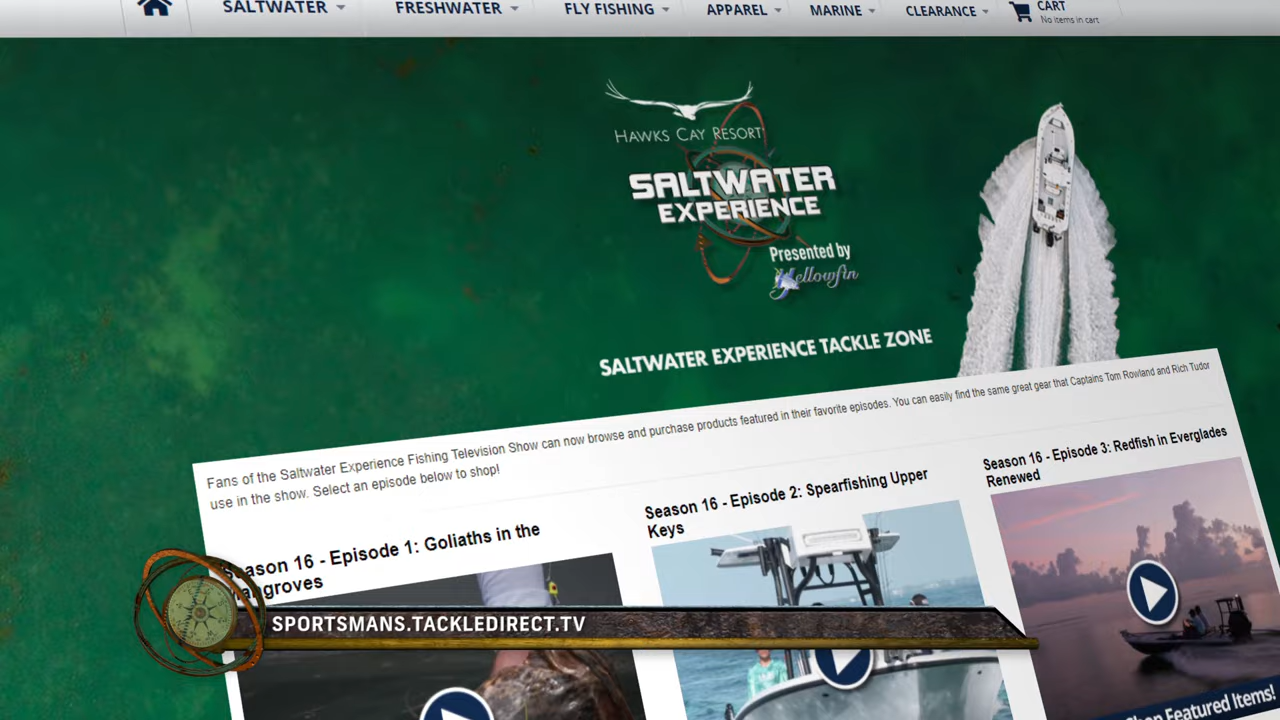 SALTWATER
FRESHWATER
FLY FISHING
APPAREL
MARINE
CLEARANCE
CART
No items in cart
HAWKS CAY RESORT
SALTWATER
EXPERIENCE
Presented by
Yellowfin
SALTWATER EXPERIENCE TACKLE ZONE
Fans of the Saltwater Experience Fishing Television Show can now browse and purchase products featured in their favorite episodes. You can easily find the same great gear that Captains Tom Rowland and Rich Tudor
use in the show. Select an episode below to shop!
Season 16 - Episode 1: Goliaths in the
Mangroves
Season 16 - Episode 2: Spearfishing Upper
Keys
Season 16 - Episode 3: Redfish in Everglades
Renewed
SPORTSMANS.TACKLEDIRECT.TV
Featured Items!